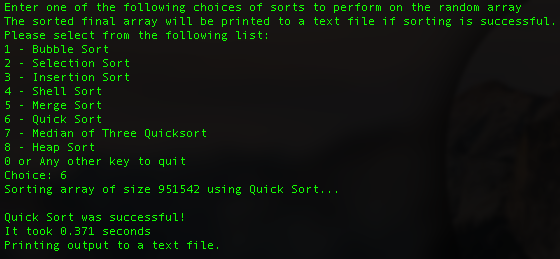 Enter one of the following choices of sorts to perform on the random array
The sorted final array will be printed to a text file if sorting is successful.
Please select from the following list:
1 - Bubble Sort
2 - Selection Sort
3 - Insertion Sort
4 - Shell Sort
5 - Merge Sort
6 - Quick Sort
7 - Median of Three Quicksort
8 - Heap Sort
0 or Any other key to quit
Choice: 6
Sorting array of size 951542 using Quick Sort...
Quick Sort was successful!
It took 0.371 seconds
Printing output to a text file.